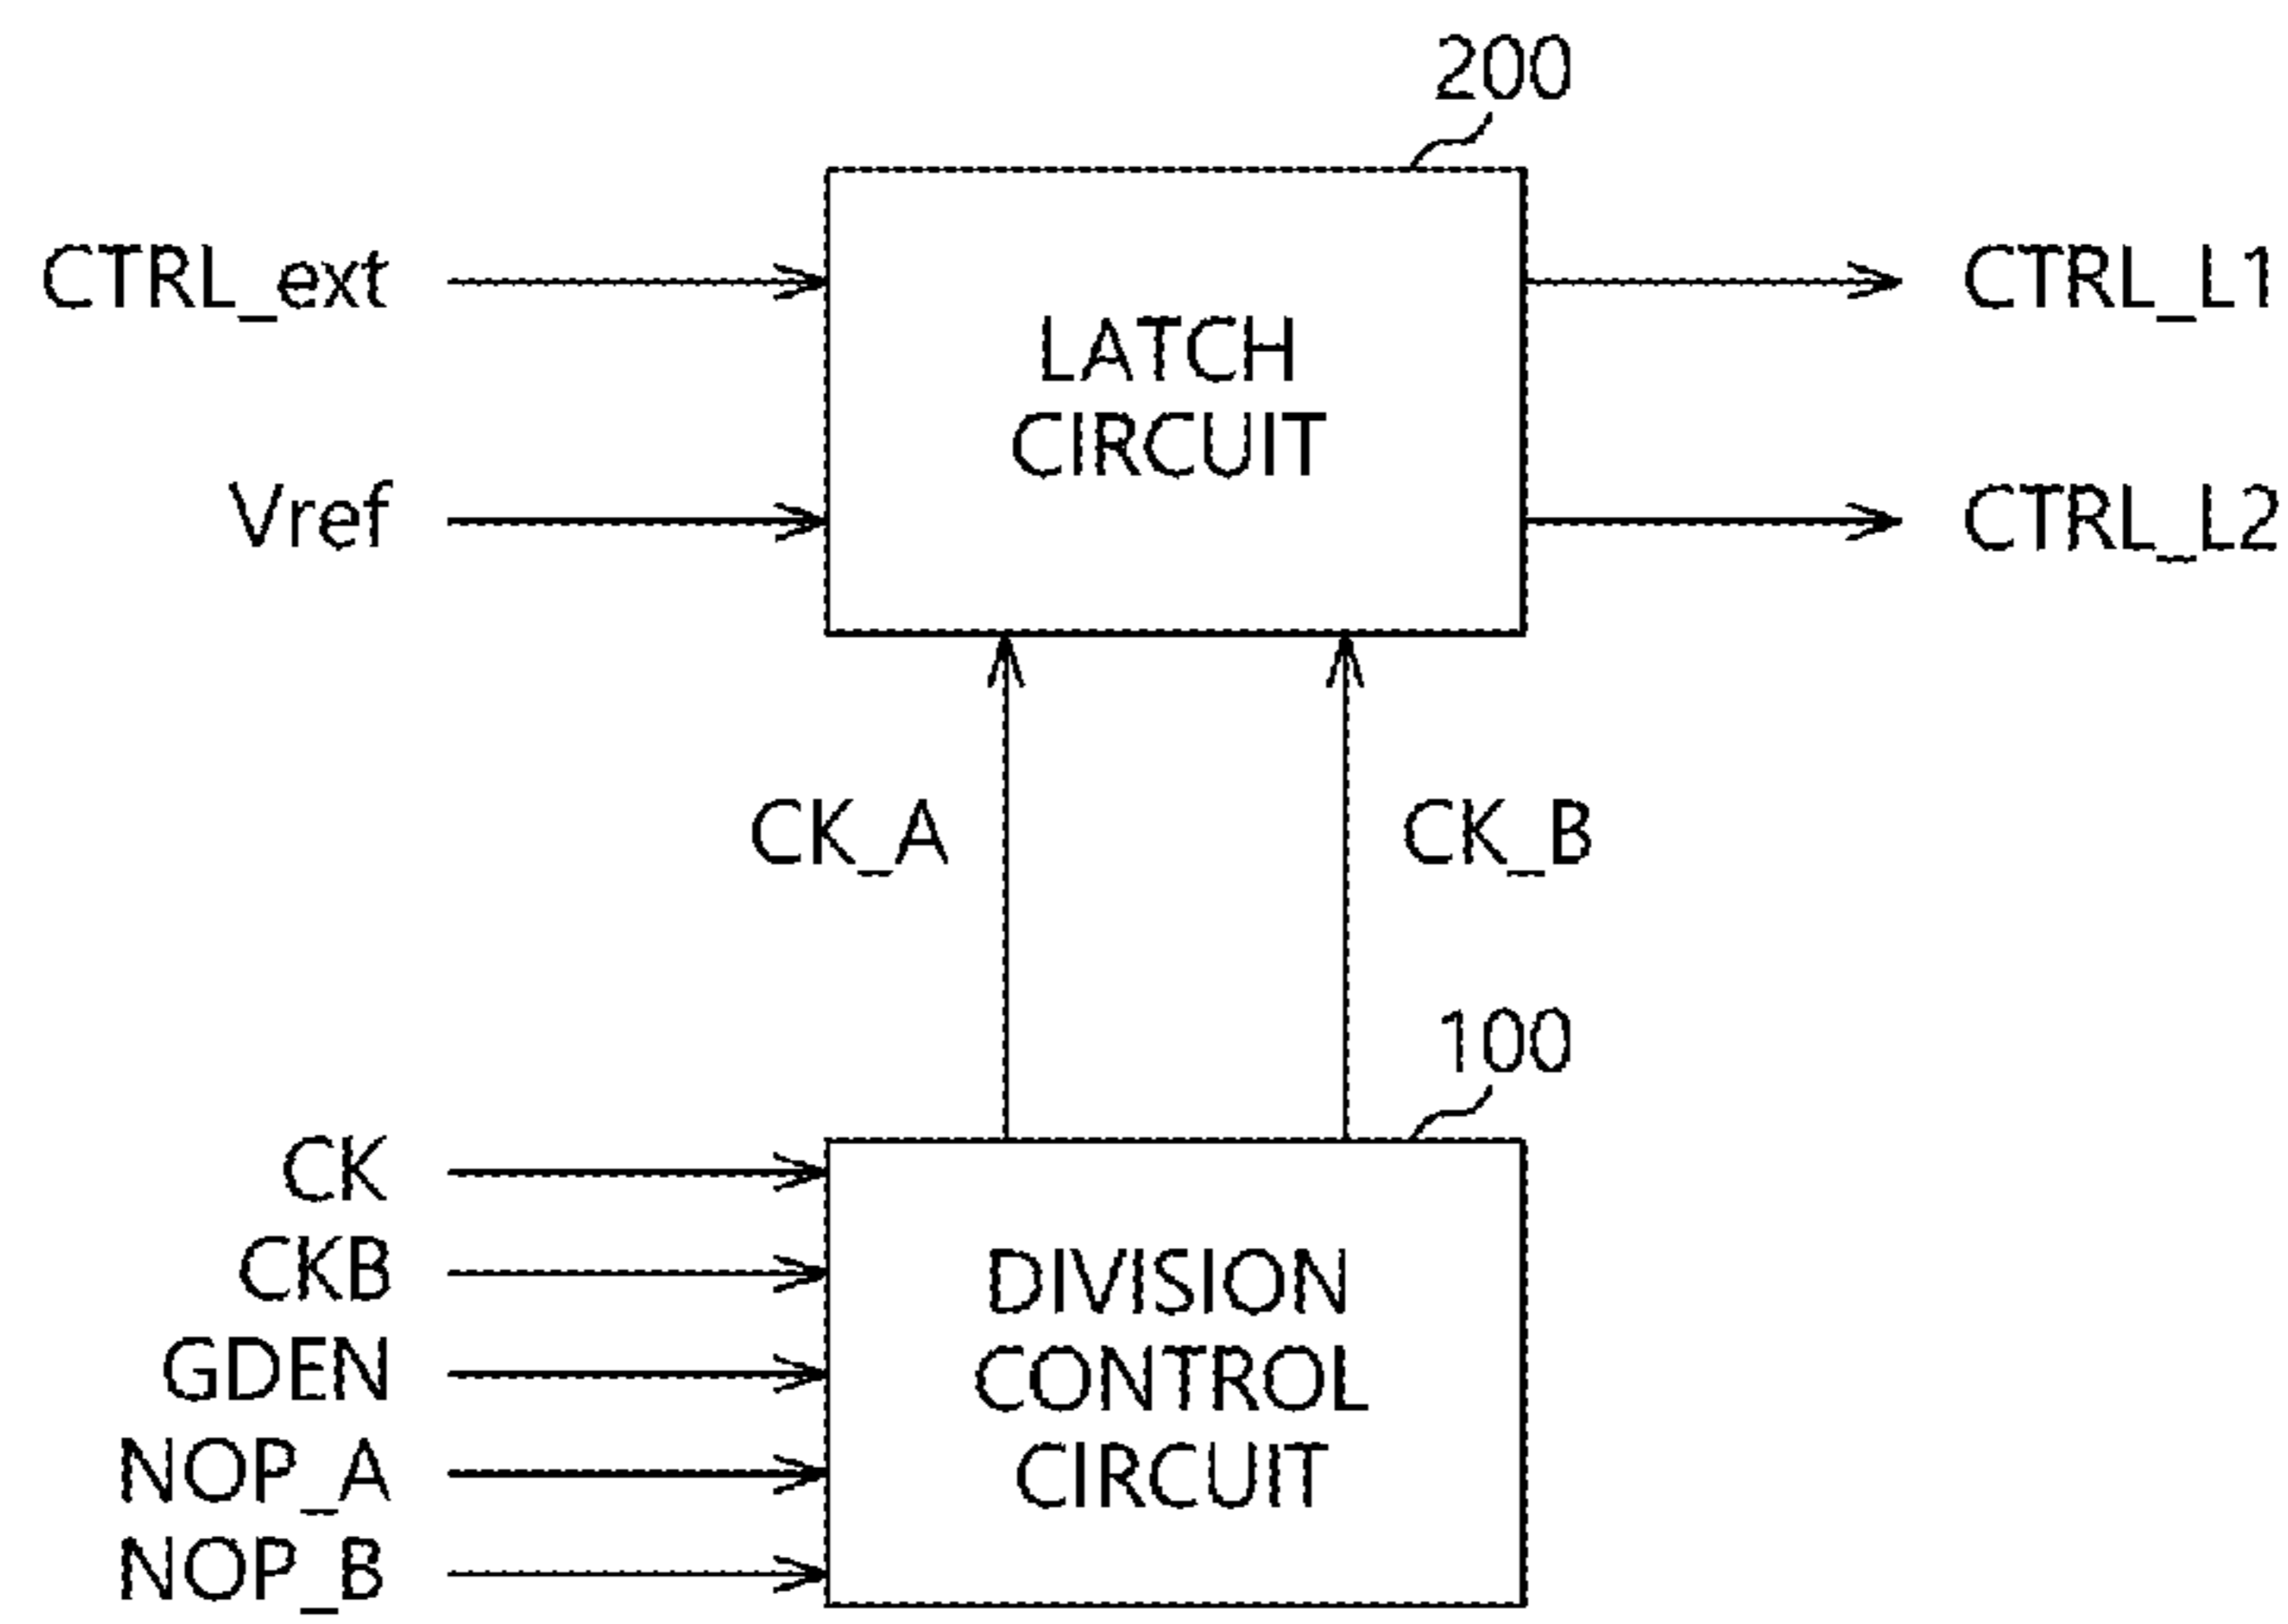 200
CTRL_ext
LATCH
CIRCUIT
CTRL_L1
Vref
CTRL_L2
CK_A
CK_B
100
CK
CKB
GDEN
NOP_A
NOP_B
DIVISION
CONTROL
CIRCUIT